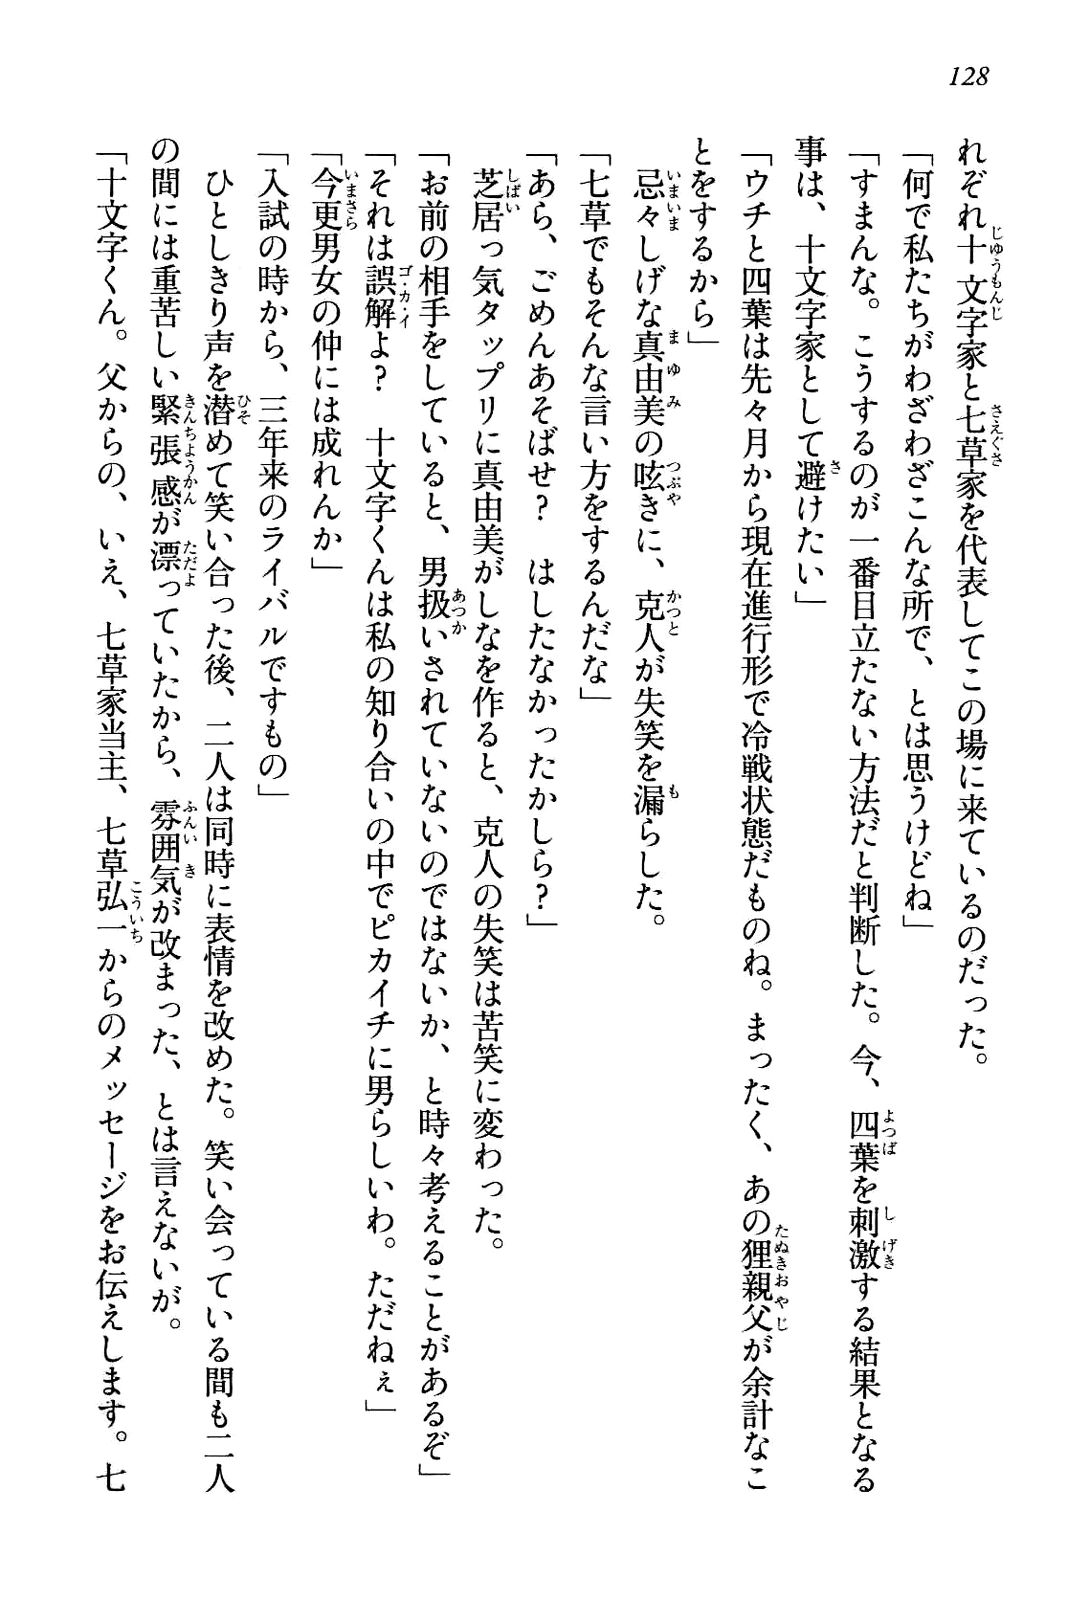 128
れぞれ十文字家と七草家を代表してこの場に来ているのだった。
「何で私たちがわざわざこんな所で、とは思うけどね」
「すまんな。こうするのが一番目立たない方法だと判断した。今、四葉を刺激する結果となる
事は、十文字家として避けたい」
「ウチと四葉は先々月から現在進行形で冷戦状態だものね。まったく、あの狸親父が余計なこ
とをするから」
忌々しげな真由美の呟きに、克人が失笑を漏らした。
「七草でもそんな言い方をするんだな」
「あら、ごめんあそばせ？　はしたなかったかしら？」
芝居っ気タップリに真由美がしなを作ると、克人の失笑は苦笑に変わった。
「お前の相手をしていると、男扱いされていないのではないか、と時々考えることがあるぞ」
「それは誤解よ？　十文字くんは私の知り合いの中でピカイチに男らしいわ。ただねぇ」
「今更男女の仲には成れんか」
「入試の時から、三年来のライバルですもの」
ひとしきり声を潜めて笑い合った後、二人は同時に表情を改めた。笑い会っている間も二人
の間には重苦しい緊張感が漂っていたから、雰囲気が改まった、とは言えないが。
「十文字くん。父からの、いえ、七草家当主、七草弘一からのメッセージをお伝えします。七